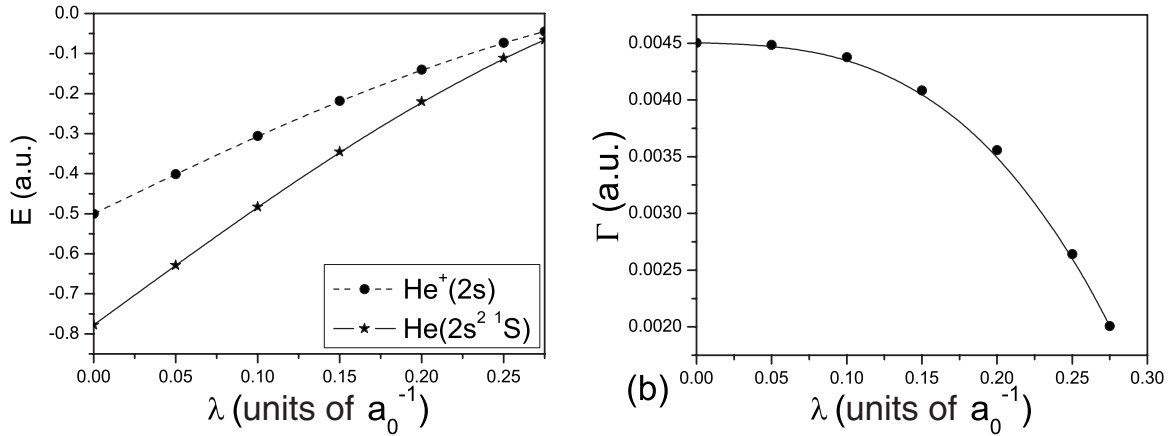 0.0
-0.1
-0.2
-0.3
-0.4
-0.5
-0.6
-0.7
-0.8
E (a.u.)
He⁺(2s)
He(2s² ¹S)
0.00 0.05 0.10 0.15 0.20 0.25
λ (units of a₀⁻¹)
0.0045
0.0040
0.0035
0.0030
0.0025
0.0020
Γ (a.u.)
(b)
0.00 0.05 0.10 0.15 0.20 0.25 0.30
λ (units of a₀⁻¹)